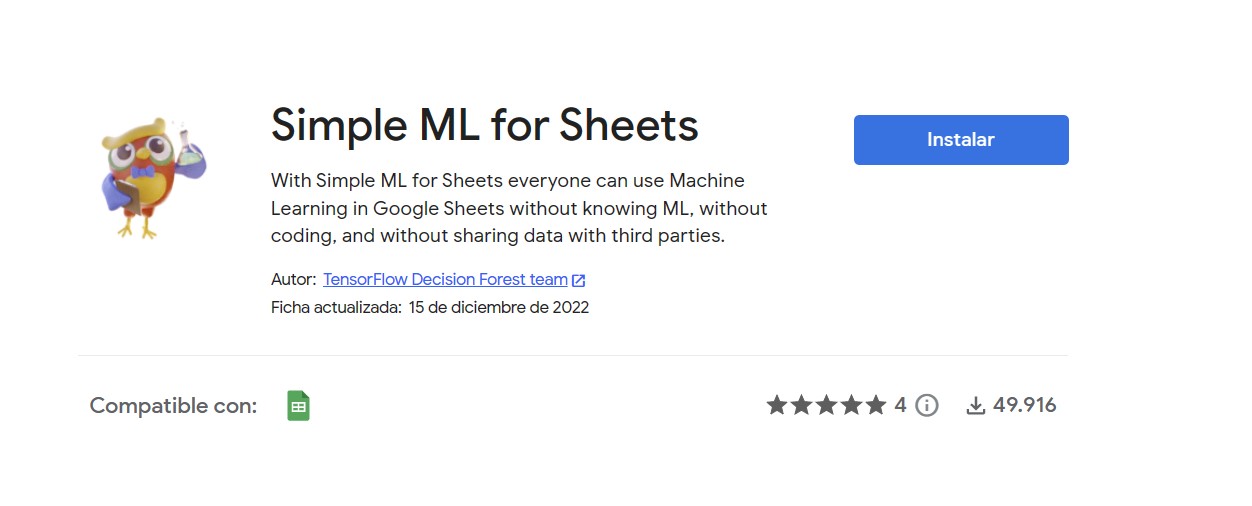 Simple ML for Sheets
Instalar
With Simple ML for Sheets everyone can use Machine
Learning in Google Sheets without knowing ML, without
coding, and without sharing data with third parties.
Autor: TensorFlow Decision Forest team
Ficha actualizada: 15 de diciembre de 2022
Compatible con:
4
49.916